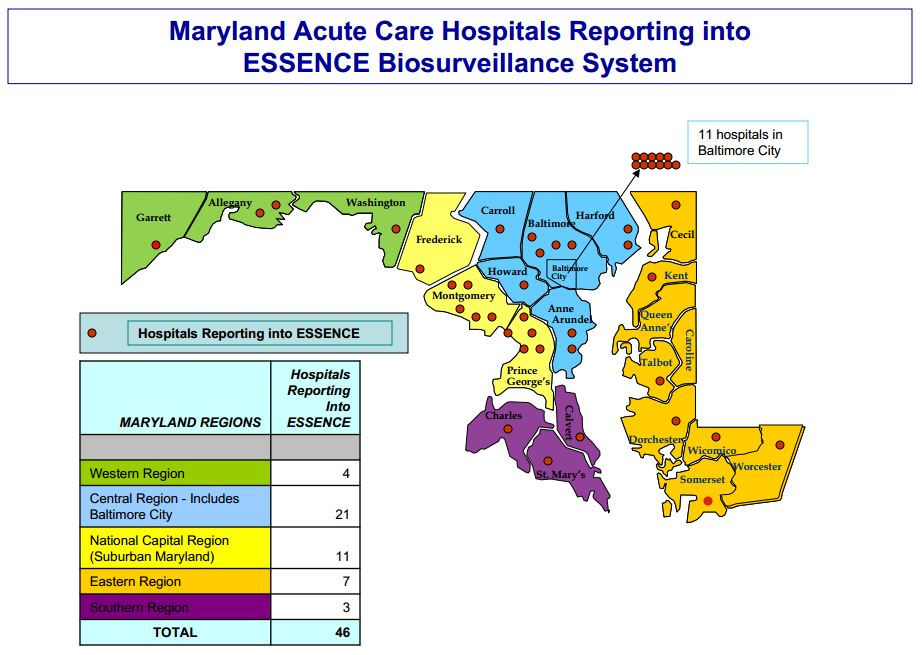 Maryland Acute Care Hospitals Reporting into
ESSENCE Biosurveillance System
11 hospitals in
Baltimore City
Garrett
Allegany
Washington
Frederick
Carroll
Baltimore
Harford
Cecil
Howard
Baltimore
City
Kent
Montgomery
Anne
Arundel
Queen
Anne'
Caroline
Talbot
Prince
George's
Charles
Calvert
St. Mary's
Dorchester
Wicomico
Worcester
Somerset
Hospitals Reporting into ESSENCE
MARYLAND REGIONS
Hospitals
Reporting
Into
ESSENCE
Western Region 4
Central Region - Includes
Baltimore City 21
National Capital Region
(Suburban Maryland) 11
Eastern Region 7
Southern Region 3
TOTAL 46